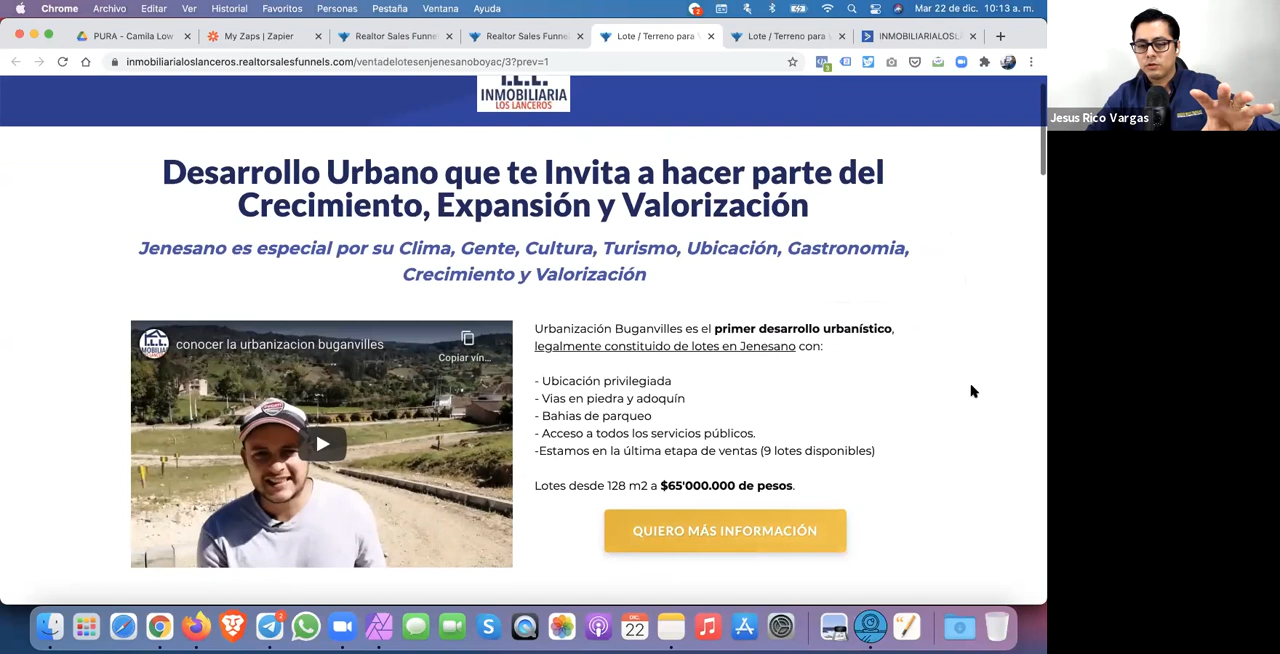 Chrome Archivo Editar Ver Historial Favoritos Personas Pestaña Ventana Ayuda
2
Mar 22 de dic. 10:13 a. m.
PURA - Camila Low
My Zaps | Zapier
Realtor Sales Funne
Realtor Sales Funne
Lote / Terreno para
Lote / Terreno para
INMOBILIARIALOSL
inmobiliarialoslanceros.realtorsalesfunnels.com/ventadelotesenjenesanoboyac/3?prev=1
Jesus Rico Vargas
INMOBILIARIA
LOS LANCEROS
Desarrollo Urbano que te Invita a hacer parte del
Crecimiento, Expansión y Valorización
Jenesano es especial por su Clima, Gente, Cultura, Turismo, Ubicación, Gastronomia,
Crecimiento y Valorización
conocer la urbanizacion buganvilles
Copiar vín...
Urbanización Buganvilles es el primer desarrollo urbanístico,
legalmente constituido de lotes en Jenesano con:
- Ubicación privilegiada
- Vias en piedra y adoquín
- Bahias de parqueo
- Acceso a todos los servicios públicos.
-Estamos en la última etapa de ventas (9 lotes disponibles)
Lotes desde 128 m2 a $65'000.000 de pesos.
QUIERO MÁS INFORMACIÓN
2
DIC
22